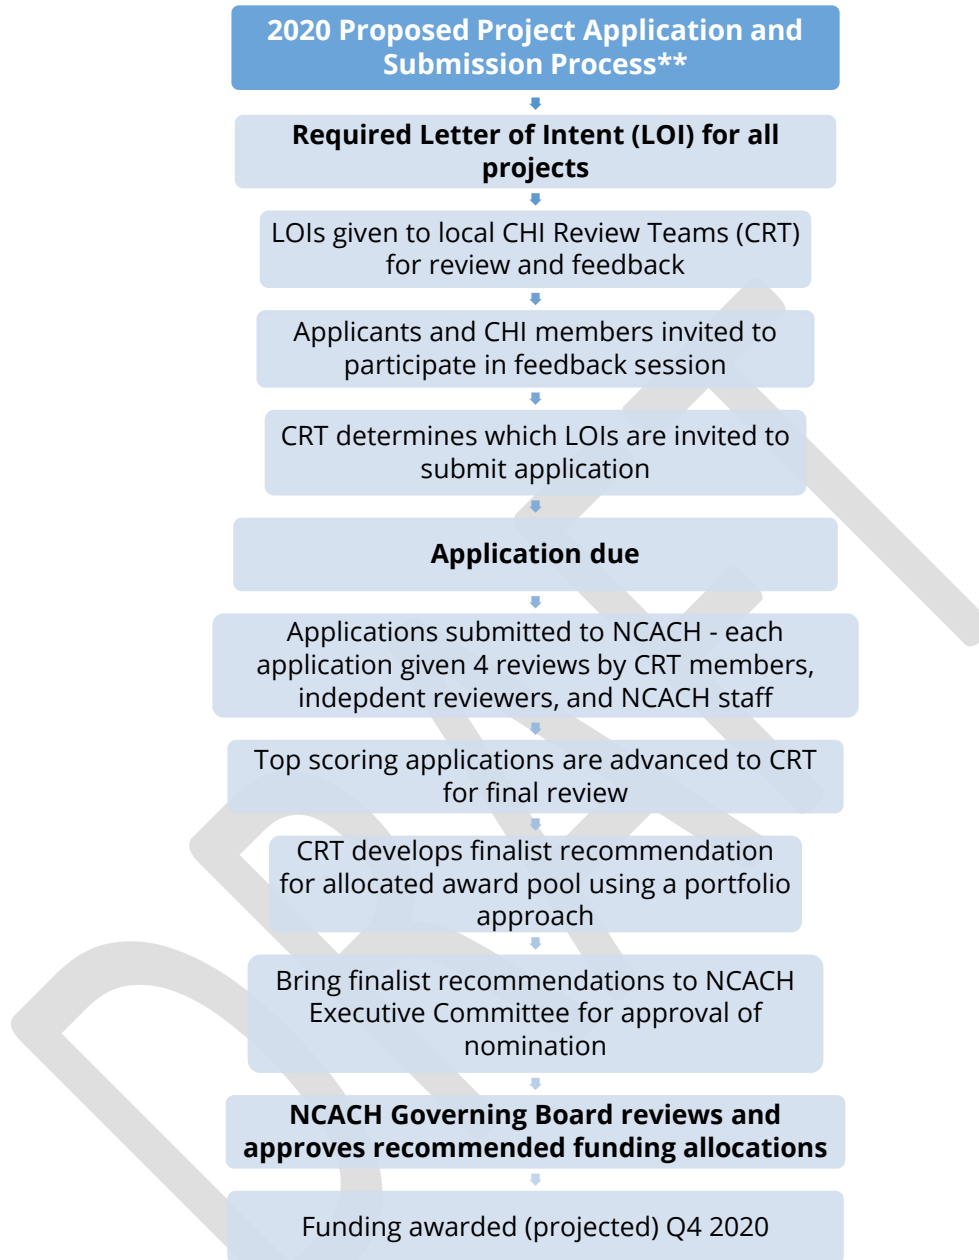 2020 Proposed Project Application and
Submission Process**
Required Letter of Intent (LOI) for all
projects
LOIs given to local CHI Review Teams (CRT)
for review and feedback
Applicants and CHI members invited to
participate in feedback session
CRT determines which LOIs are invited to
submit application
Application due
Applications submitted to NCACH - each
application given 4 reviews by CRT members,
indepdent reviewers, and NCACH staff
Top scoring applications are advanced to CRT
for final review
CRT develops finalist recommendation
for allocated award pool using a portfolio
approach
Bring finalist recommendations to NCACH
Executive Committee for approval of
nomination
NCACH Governing Board reviews and
approves recommended funding allocations
Funding awarded (projected) Q4 2020
DRAFT